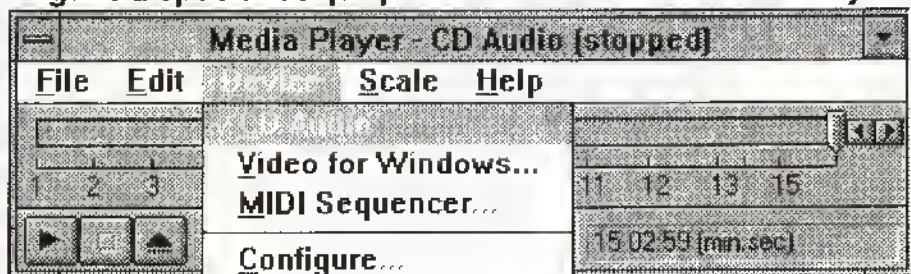 Media Player - CD Audio (stopped)
File Edit Device Scale Help
CD Audio
Video for Windows...
MIDI Sequencer...
1 2 3 11 12 13 15
Configure...
15 02:59 (min.sec)